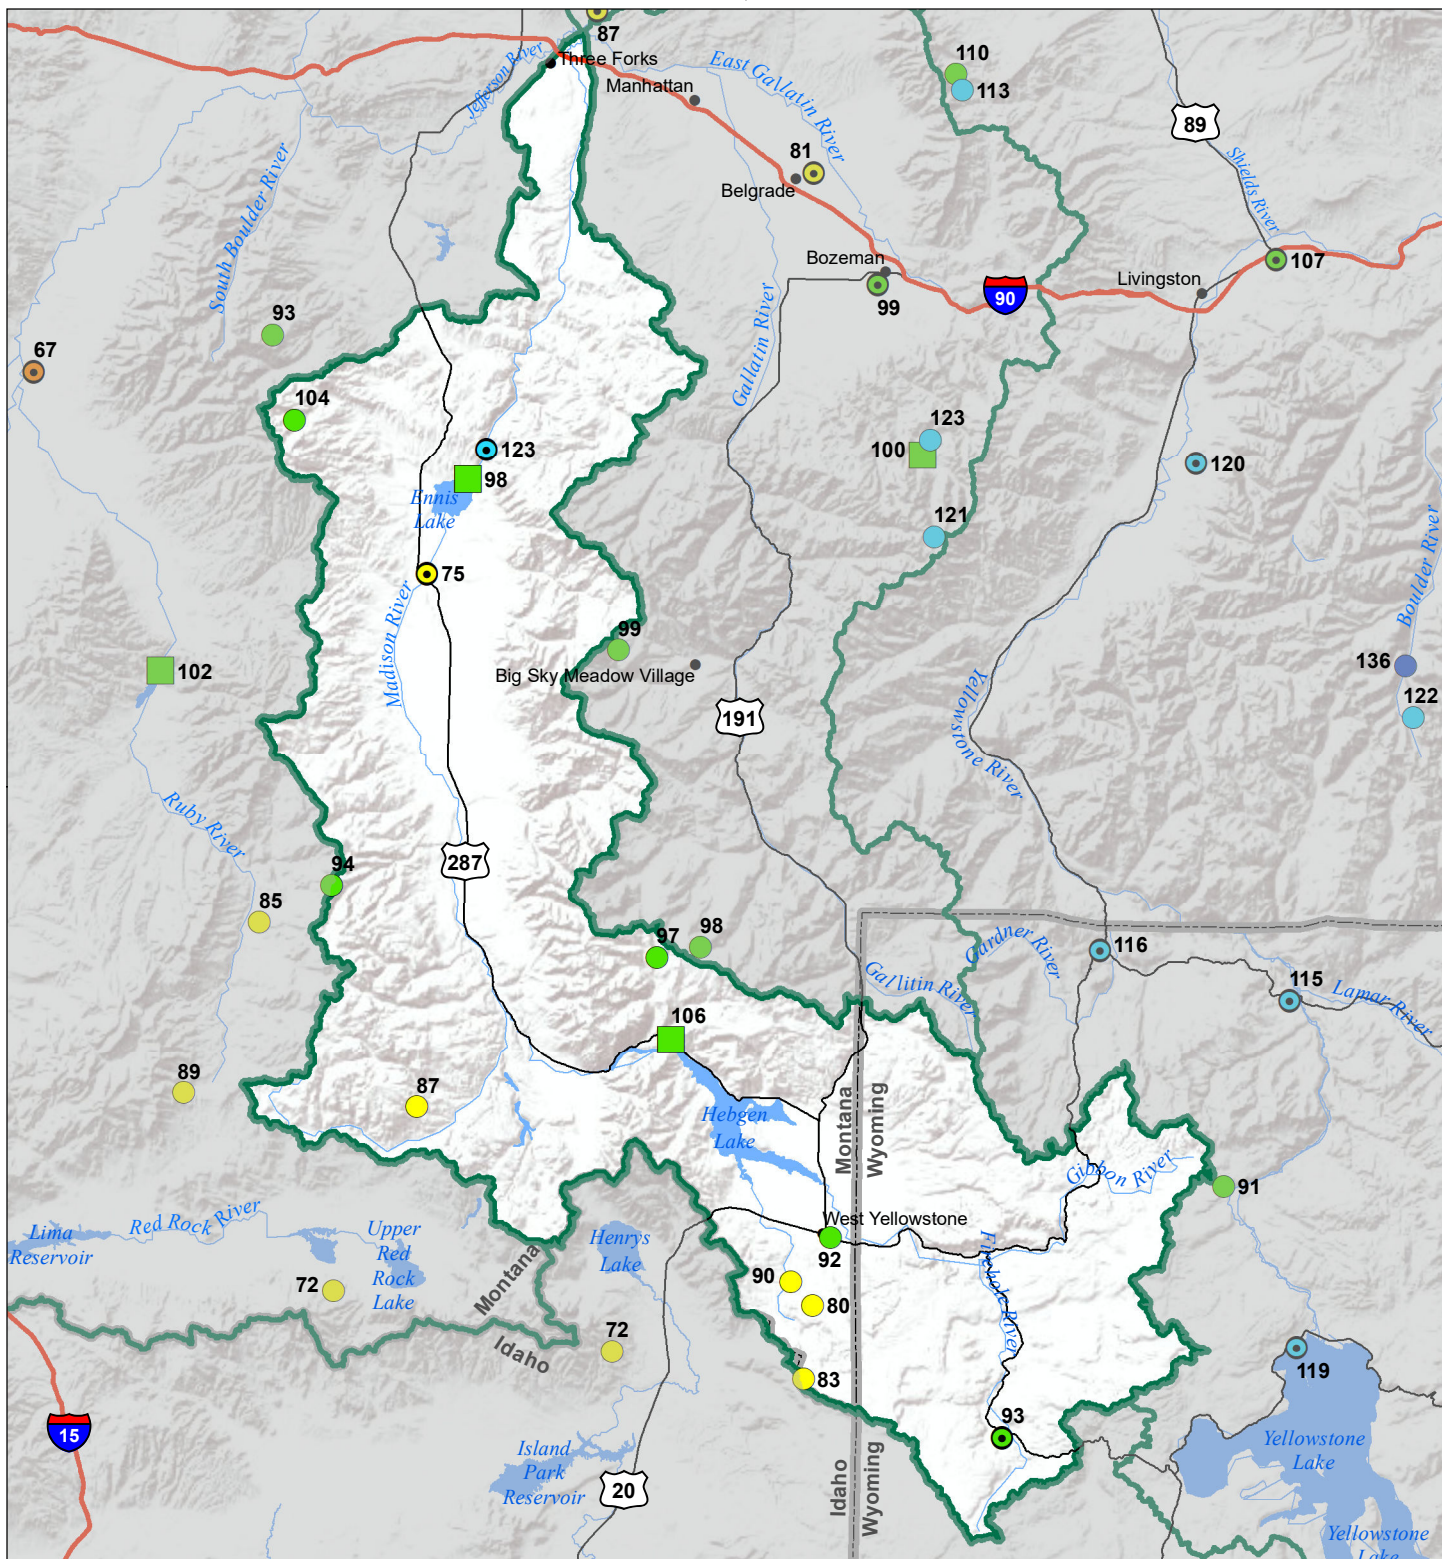 87
Three Forks
Jefferson River
Manhattan
East Gallatin River
110
113
89
81
Belgrade
Shields River
South Boulder River
Bozeman
99
90
Livingston
107
Gallatin River
93
67
104
123
98
Ennis
Lake
123
100
120
121
75
Madison River
Boulder River
99
Big Sky Meadow Village
102
191
136
122
Yellowstone River
Ruby River
287
94
85
97
98
Gardner River
116
Gallitin River
115
Lamar River
106
89
87
Hebgen
Lake
Montana
Wyoming
Gibbon River
91
Lima
Reservoir
Red Rock River
Upper
Red
Rock
Lake
Henrys
Lake
West Yellowstone
92
Firehole River
Montana
Idaho
72
90
80
72
83
119
93
15
Island
Park
Reservoir
20
Idaho
Wyoming
Yellowstone
Lake
Yellowstone
Lake